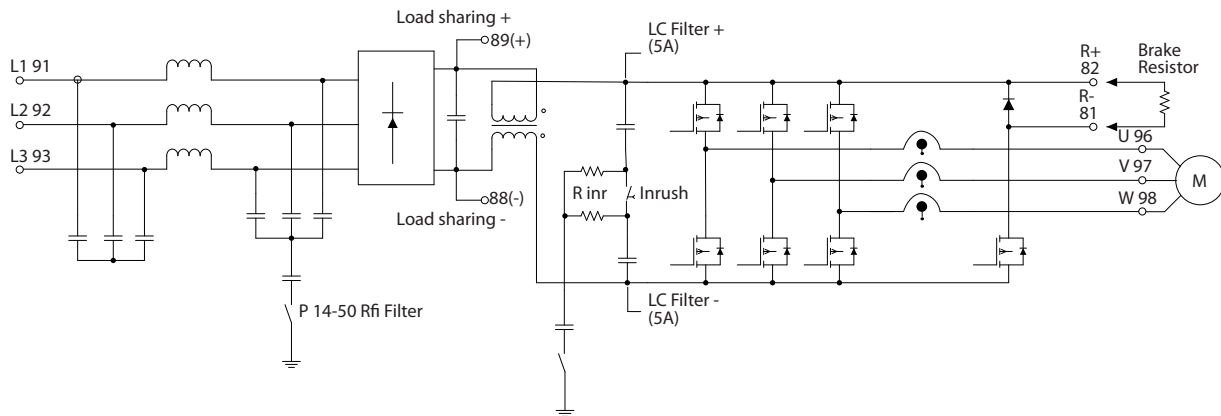 Load sharing +
89(+)
LC Filter +
(5A)
R+
82
Brake
Resistor
L1 91
R-
81
L2 92
U 96
L3 93
V 97
M
R inr
Inrush
88(-)
W 98
Load sharing -
LC Filter -
(5A)
P 14-50 Rfi Filter